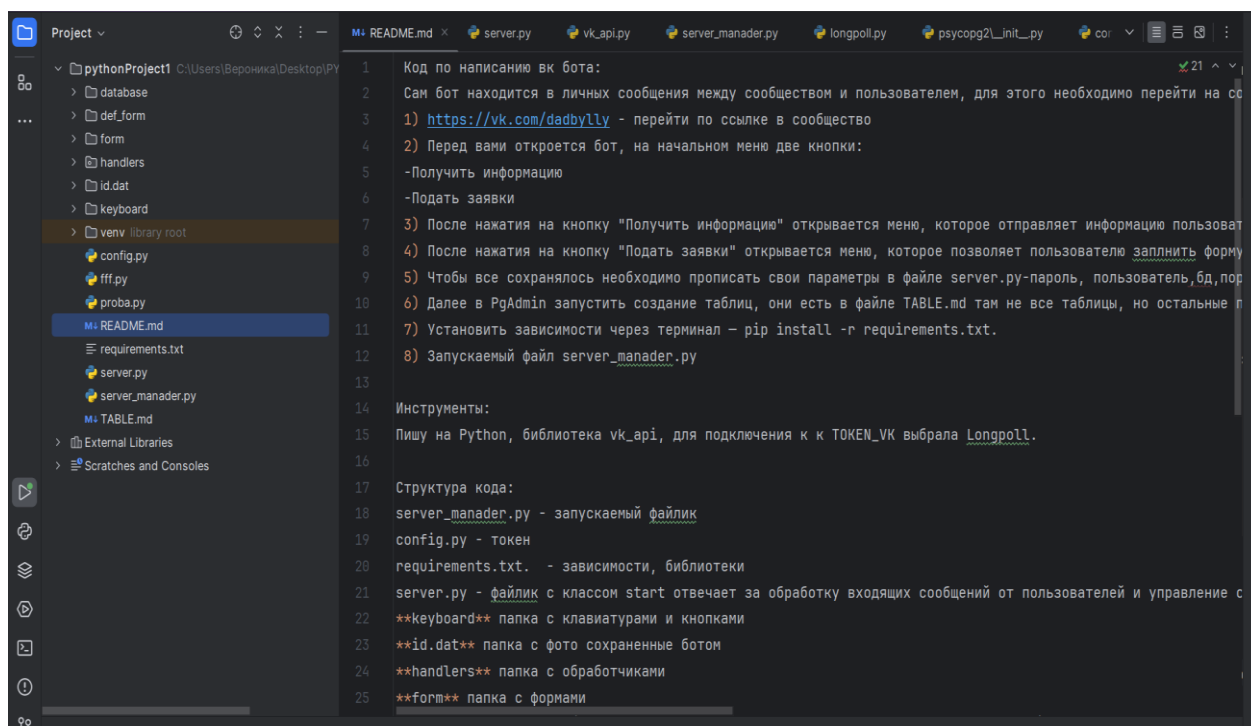 Project
README.md
server.py
vk_api.py
server_manader.py
longpoll.py
psycopg2\__init__.py
pythonProject1 C:\Users\Вероника\Desktop\PY
database
def_form
form
handlers
id.dat
keyboard
venv library root
config.py
fff.py
proba.py
README.md
requirements.txt
server.py
server_manader.py
TABLE.md
External Libraries
Scratches and Consoles
21
1 Код по написанию вк бота:
2 Сам бот находится в личных сообщения между сообществом и пользователем, для этого необходимо перейти на со
3 1) https://vk.com/dadbylly - перейти по ссылке в сообщество
4 2) Перед вами откроется бот, на начальном меню две кнопки:
5 -Получить информацию
6 -Подать заявки
7 3) После нажатия на кнопку "Получить информацию" открывается меню, которое отправляет информацию пользоват
8 4) После нажатия на кнопку "Подать заявки" открывается меню, которое позволяет пользователю заплнить форму
9 5) Чтобы все сохранялось необходимо прописать свои параметры в файле server.py-пароль, пользователь,бд,пор
10 6) Далее в PgAdmin запустить создание таблиц, они есть в файле TABLE.md там не все таблицы, но остальные п
11 7) Установить зависимости через терминал — pip install -r requirements.txt.
12 8) Запускаемый файл server_manader.py
13
14 Инструменты:
15 Пишу на Python, библиотека vk_api, для подключения к к TOKEN_VK выбрала Longpoll.
16
17 Структура кода:
18 server_manader.py - запускаемый файлик
19 config.py - токен
20 requirements.txt. - зависимости, библиотеки
21 server.py - файлик с классом start отвечает за обработку входящих сообщений от пользователей и управление с
22 **keyboard** папка с клавиатурами и кнопками
23 **id.dat** папка с фото сохраненные ботом
24 **handlers** папка с обработчиками
25 **form** папка с формами